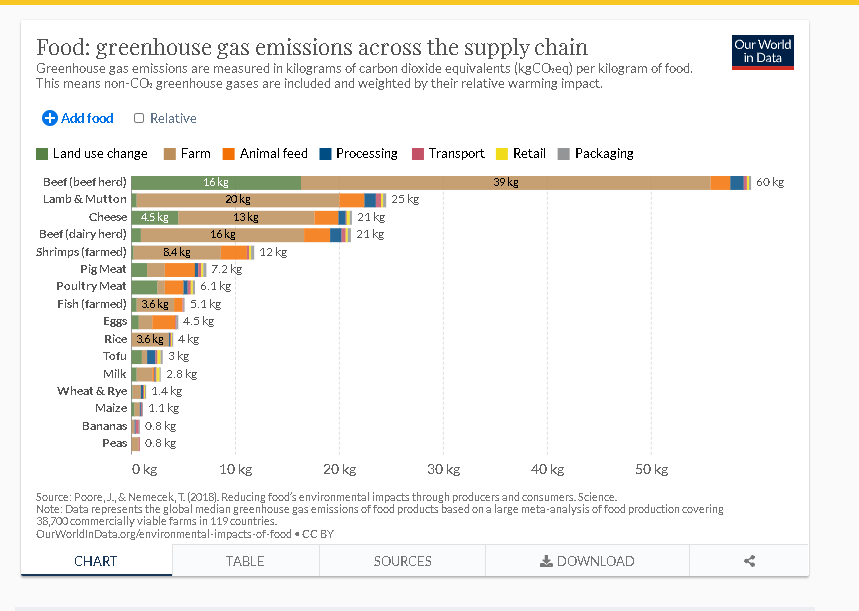 Food: greenhouse gas emissions across the supply chain
Our World
in Data
Greenhouse gas emissions are measured in kilograms of carbon dioxide equivalents (kgCO₂eq) per kilogram of food.
This means non-CO₂ greenhouse gases are included and weighted by their relative warming impact.
Add food
Relative
Land use change Farm Animal feed Processing Transport Retail Packaging
Beef (beef herd) 16 kg 39 kg 60 kg
Lamb & Mutton 20 kg 25 kg
Cheese 4.5 kg 13 kg 21 kg
Beef (dairy herd) 16 kg 21 kg
Shrimps (farmed) 8.4 kg 12 kg
Pig Meat 7.2 kg
Poultry Meat 6.1 kg
Fish (farmed) 3.6 kg 5.1 kg
Eggs 4.5 kg
Rice 3.6 kg 4 kg
Tofu 3 kg
Milk 2.8 kg
Wheat & Rye 1.4 kg
Maize 1.1 kg
Bananas 0.8 kg
Peas 0.8 kg
0 kg 10 kg 20 kg 30 kg 40 kg 50 kg
Source: Poore, J., & Nemecek, T. (2018). Reducing food's environmental impacts through producers and consumers. Science.
Note: Data represents the global median greenhouse gas emissions of food products based on a large meta-analysis of food production covering
38,700 commercially viable farms in 119 countries.
OurWorldInData.org/environmental-impacts-of-food • CC BY
CHART TABLE SOURCES DOWNLOAD